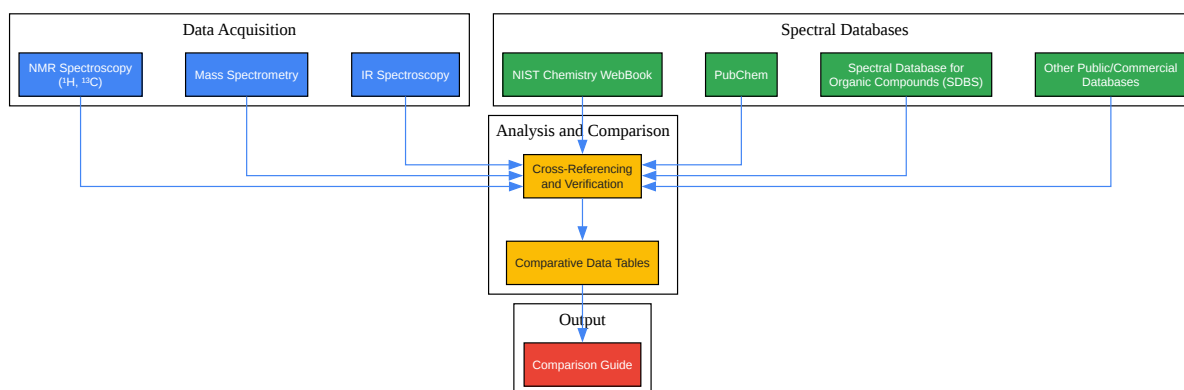 Data Acquisition
NMR Spectroscopy
(¹H, ¹³C)
Mass Spectrometry
IR Spectroscopy
Spectral Databases
NIST Chemistry WebBook
PubChem
Spectral Database for
Organic Compounds (SDBS)
Other Public/Commercial
Databases
Analysis and Comparison
Cross-Referencing
and Verification
Comparative Data Tables
Output
Comparison Guide